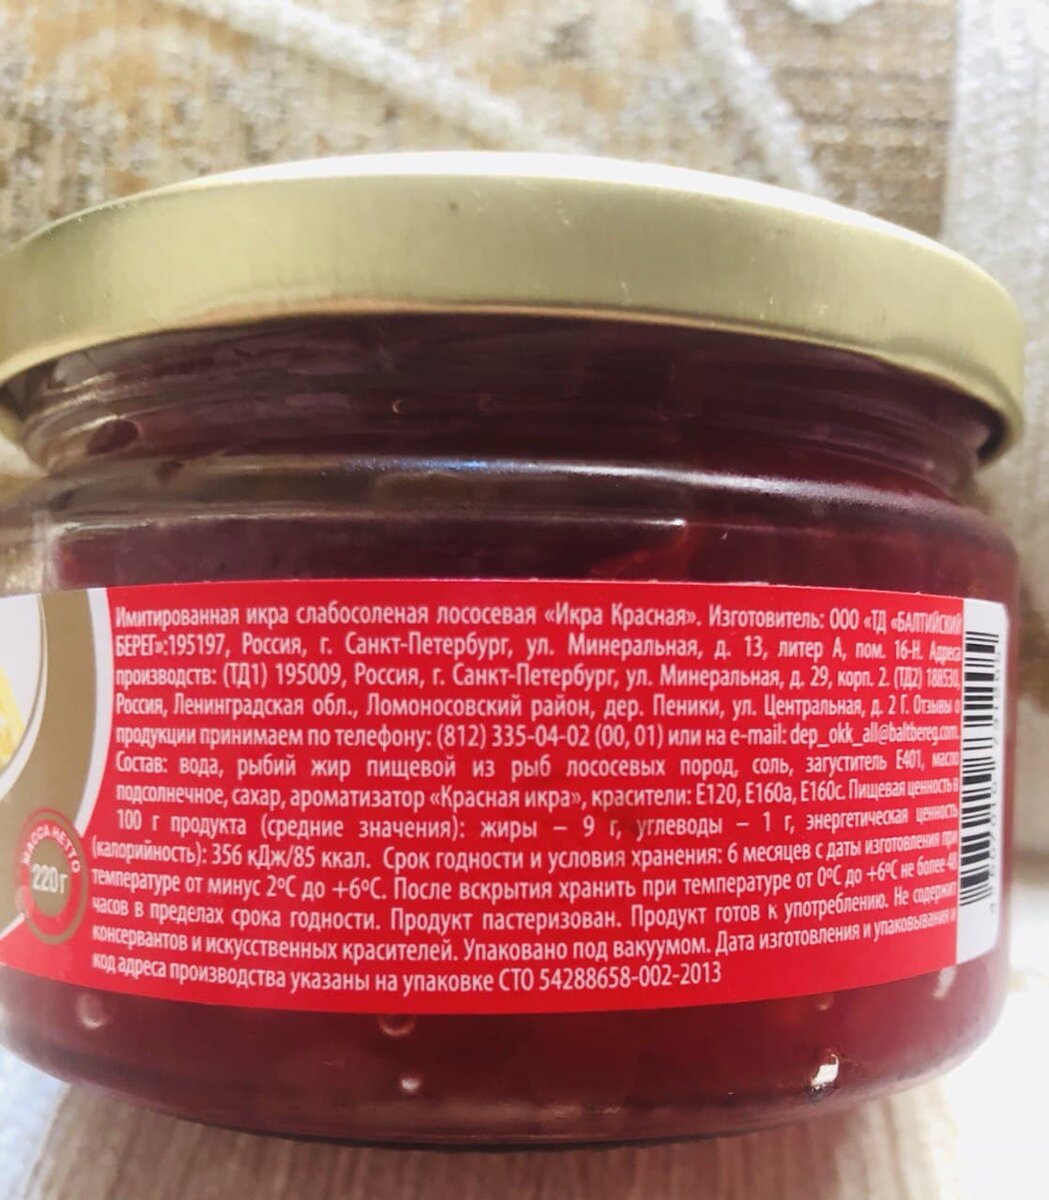 Имитированная икра слабосоленая лососевая «Икра Красная». Изготовитель: ООО «ТД «БАЛТИЙСКИЙ
БЕРЕГ»:195197, Россия, г. Санкт-Петербург, ул. Минеральная, д. 13, литер А, пом. 16-Н. Адреса
производств: (ТД1) 195009, Россия, г. Санкт-Петербург, ул. Минеральная, д. 29, корп. 2. (ТД2) 188530,
Россия, Ленинградская обл., Ломоносовский район, дер. Пеники, ул. Центральная, д. 2 Г. Отзывы о
продукции принимаем по телефону: (812) 335-04-02 (00, 01) или на e-mail: dep_okk_all@baltbereg.com.
Состав: вода, рыбий жир пищевой из рыб лососевых пород, соль, загуститель Е401, масло
подсолнечное, сахар, ароматизатор «Красная икра», красители: Е120, Е160а, Е160с. Пищевая ценность в
100 г продукта (средние значения): жиры – 9 г, углеводы – 1 г, энергетическая ценность
(калорийность): 356 кДж/85 ккал. Срок годности и условия хранения: 6 месяцев с даты изготовления при
температуре от минус 2ºС до +6ºС. После вскрытия хранить при температуре от 0ºС до +6ºС не более 48
часов в пределах срока годности. Продукт пастеризован. Продукт готов к употреблению. Не содержит
консервантов и искусственных красителей. Упаковано под вакуумом. Дата изготовления и упаковывания и
код адреса производства указаны на упаковке СТО 54288658-002-2013
МАССА НЕТТО
220 г